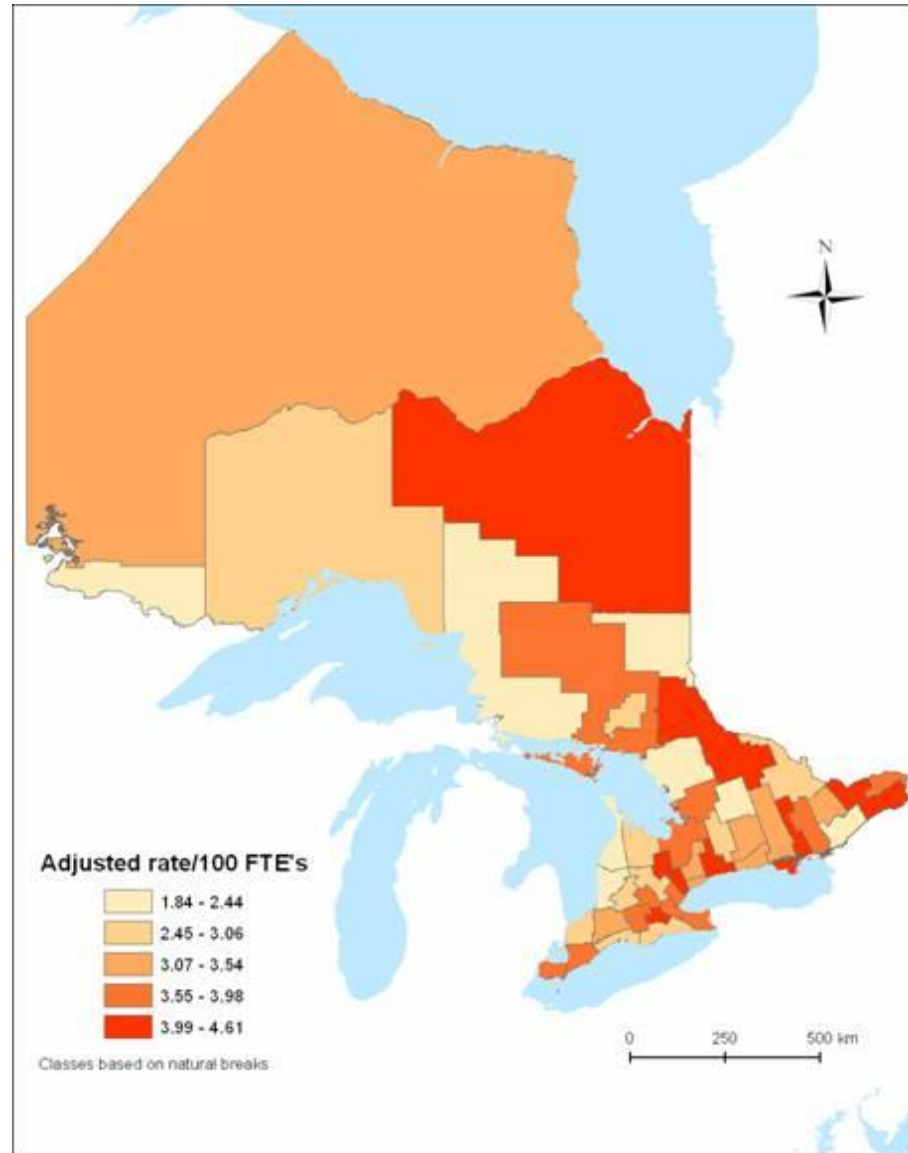 N
Adjusted rate/100 FTE's
1.84 - 2.44
2.45 - 3.06
3.07 - 3.54
3.55 - 3.98
3.99 - 4.61
Classes based on natural breaks
0 250 500 km